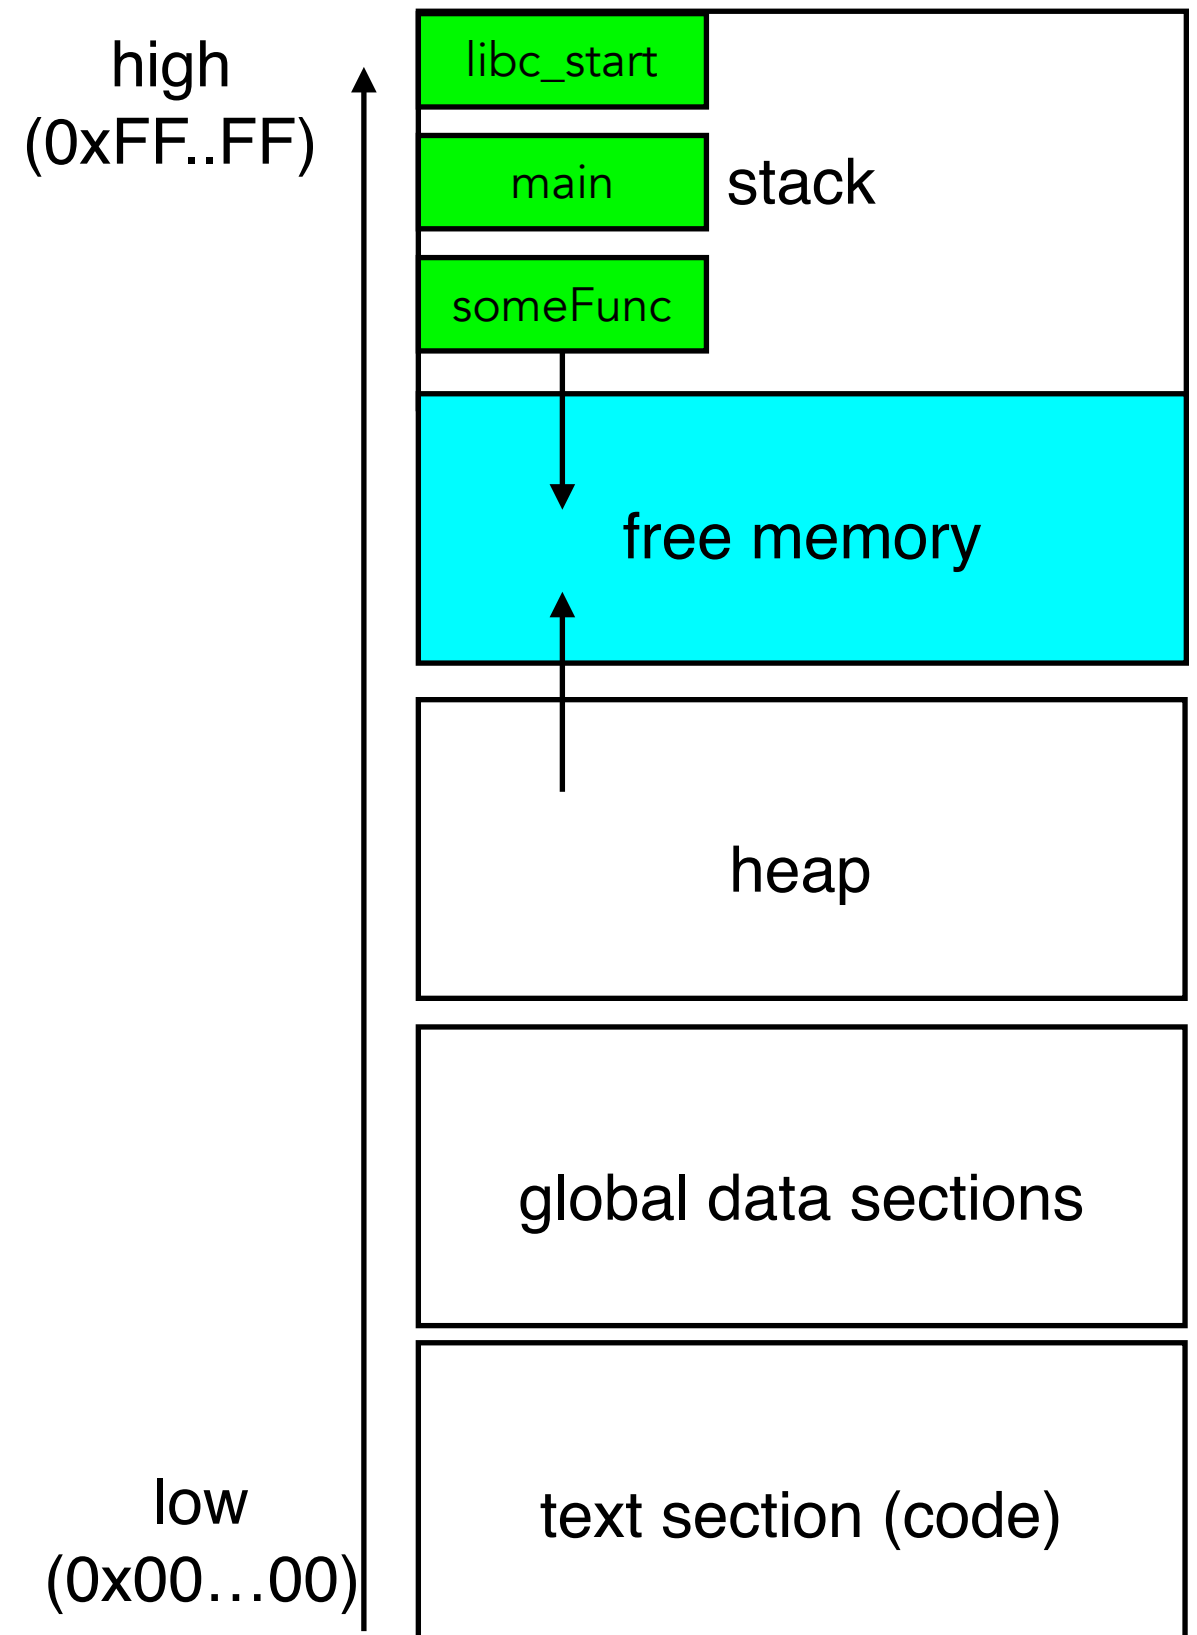 high
(0xFF..FF)
libc_start
main
stack
someFunc
free memory
heap
global data sections
text section (code)
low
(0x00…00)